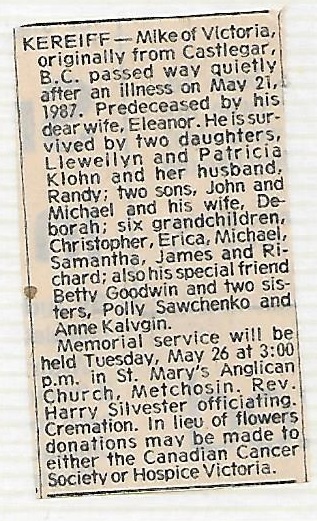 KEREIFF — Mike of Victoria,
originally from Castlegar,
B.C. passed way quietly
after an illness on May 21,
1987. Predeceased by his
dear wife, Eleanor. He is sur-
vived by two daughters,
Llewellyn and Patricia
Klohn and her husband,
Randy; two sons, John and
Michael and his wife, De-
borah; six grandchildren,
Christopher, Erica, Michael,
Samantha, James and Ri-
chard; also his special friend
Betty Goodwin and two sis-
ters, Polly Sawchenko and
Anne Kalvgin.
Memorial service will be
held Tuesday, May 26 at 3:00
p.m. in St. Mary's Anglican
Church, Metchosin. Rev.
Harry Silvester officiating.
Cremation. In lieu of flowers
donations may be made to
either the Canadian Cancer
Society or Hospice Victoria.